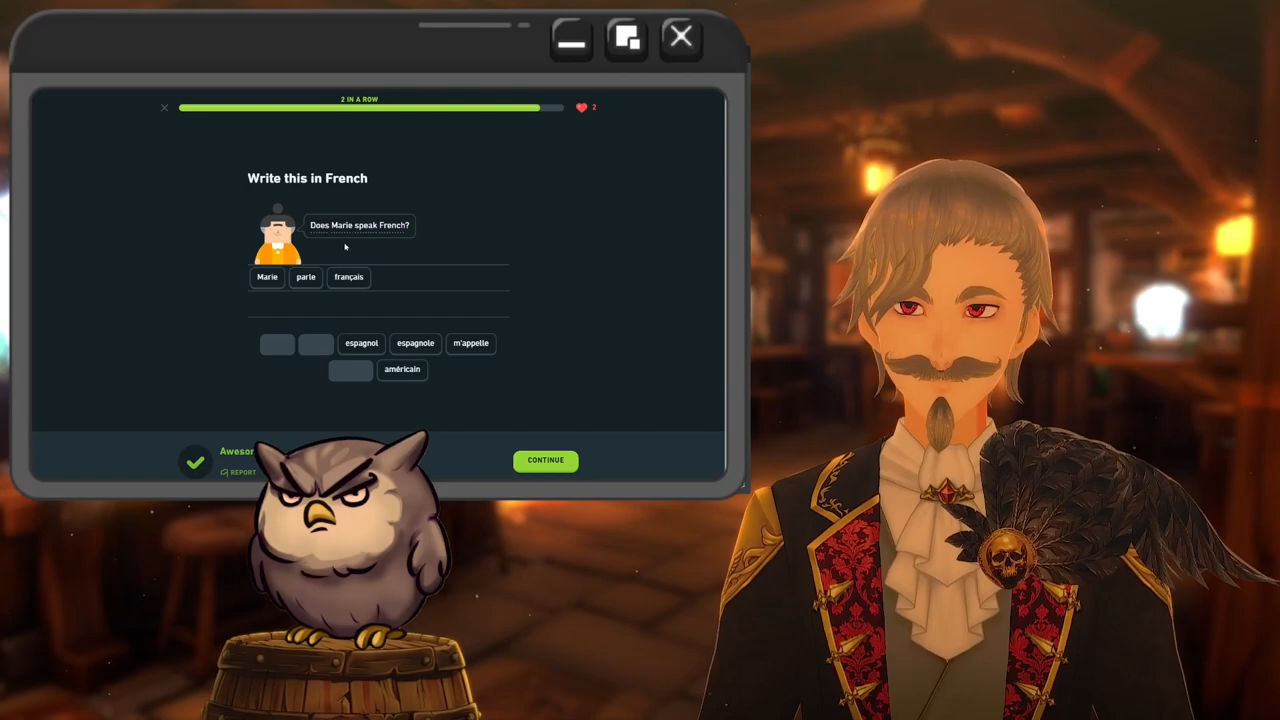 2 IN A ROW
2
Write this in French
Does Marie speak French?
Marie parle français
espagnol espagnole m'appelle
américain
REPORT
CONTINUE